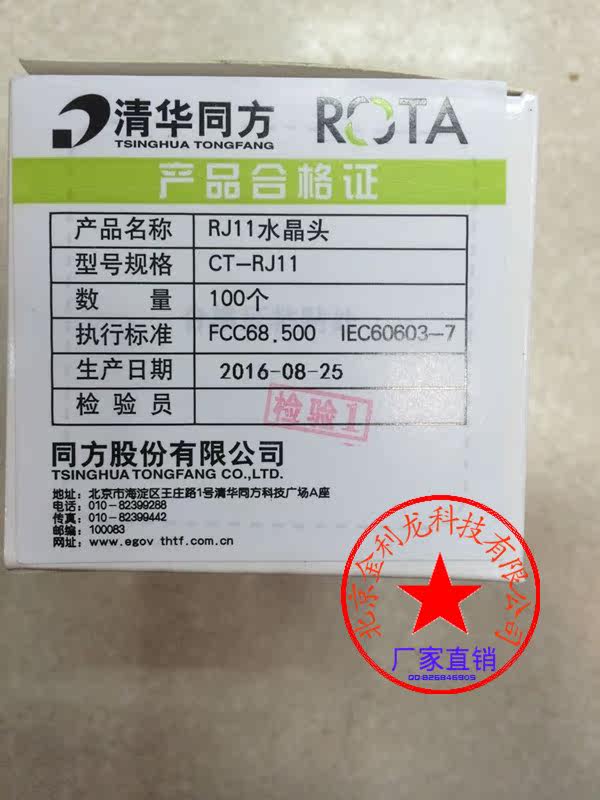 清华同方 ROTA
TSINGHUA TONGFANG
产品合格证
产品名称 RJ11水晶头
型号规格 CT-RJ11
数 量 100个
执行标准 FCC68.500 IEC60603-7
生产日期 2016-08-25
检验员 检验1
同方股份有限公司
TSINGHUA TONGFANG CO.,LTD.
地址: 北京市海淀区王庄路1号清华同方科技广场A座
电话: 010-82399288
传真: 010-82399442
邮编: 100083
网址: www.egov thtf.com.cn
北京金利龙科技有限公司
厂家直销
QQ:826846905